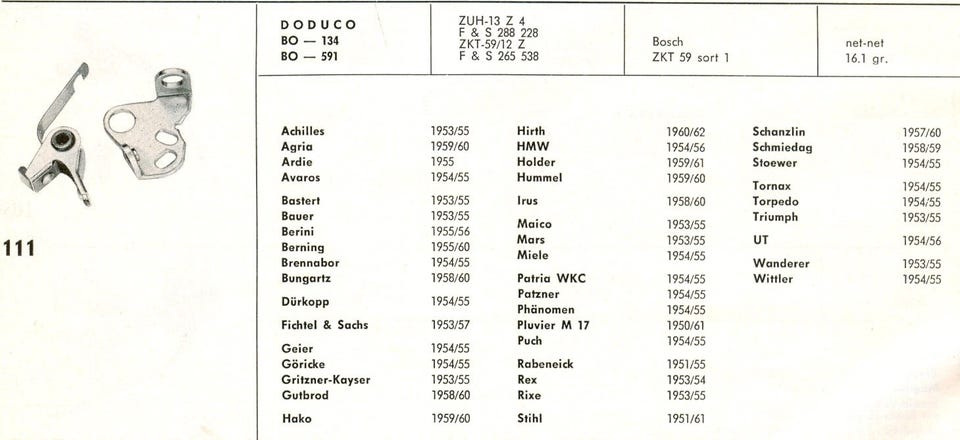 DODUCO
BO — 134
BO — 591
ZUH-13 Z 4
F & S 288 228
ZKT-59/12 Z
F & S 265 538
Bosch
ZKT 59 sort 1
net-net
16.1 gr.
111
Achilles 1953/55
Agria 1959/60
Ardie 1955
Avaros 1954/55
Bastert 1953/55
Bauer 1953/55
Berini 1955/56
Berning 1955/60
Brennabor 1954/55
Bungartz 1958/60
Dürkopp 1954/55
Fichtel & Sachs 1953/57
Geier 1954/55
Göricke 1954/55
Gritzner-Kayser 1953/55
Gutbrod 1958/60
Hako 1959/60
Hirth 1960/62
HMW 1954/56
Holder 1959/61
Hummel 1959/60
Irus 1958/60
Maico 1953/55
Mars 1953/55
Miele 1954/55
Patria WKC 1954/55
Patzner 1954/55
Phänomen 1954/55
Pluvier M 17 1950/61
Puch 1954/55
Rabeneick 1951/55
Rex 1953/54
Rixe 1953/55
Stihl 1951/61
Schanzlin 1957/60
Schmiedag 1958/59
Stoewer 1954/55
Tornax 1954/55
Torpedo 1954/55
Triumph 1953/55
UT 1954/56
Wanderer 1953/55
Wittler 1954/55